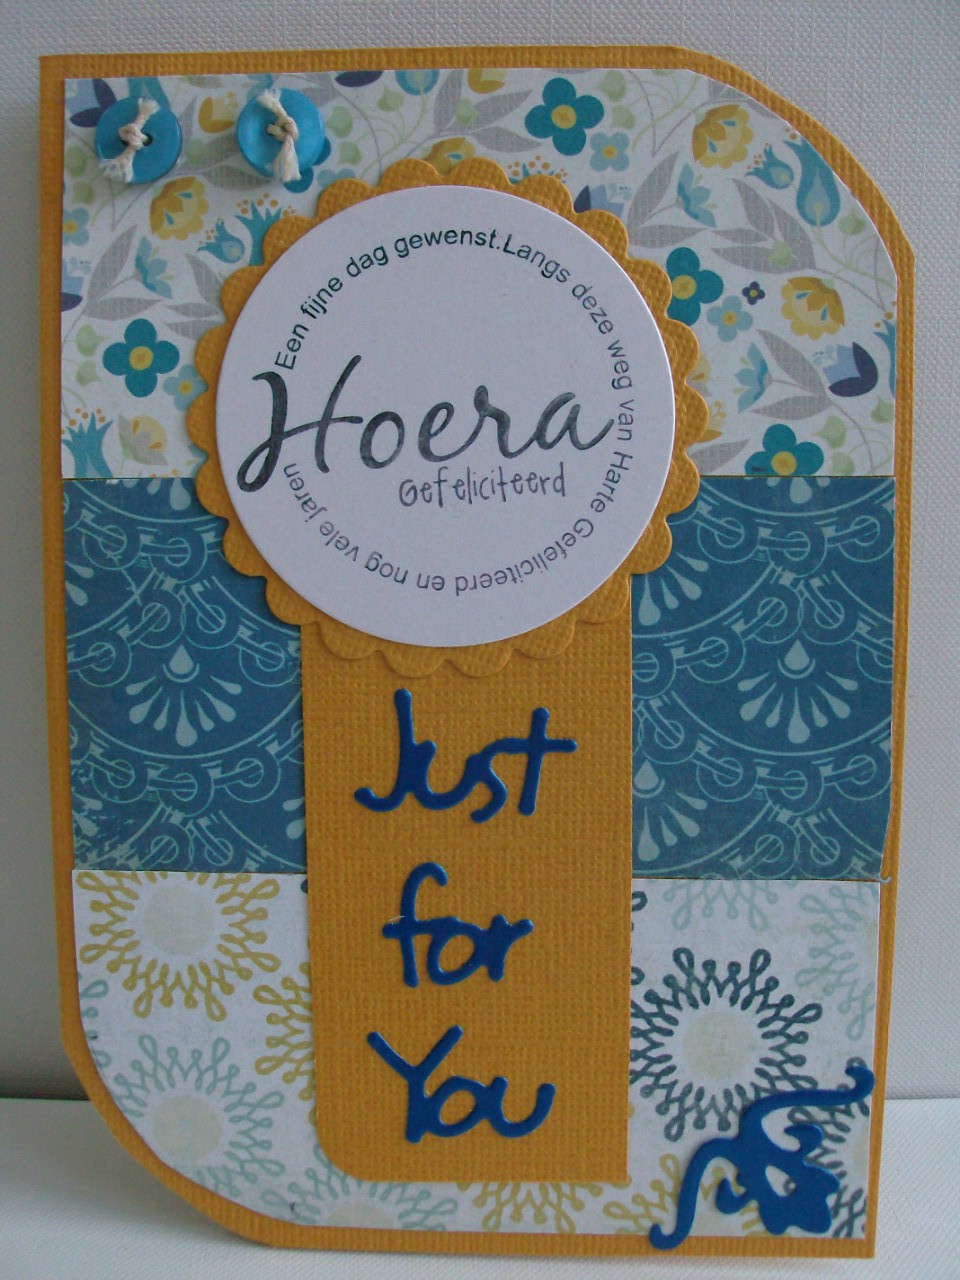 Een fijne dag gewenst.Langs deze weg van Harte Gefeliciteerd en nog vele jaren
Hoera
Gefeliciteerd
Just
for
You